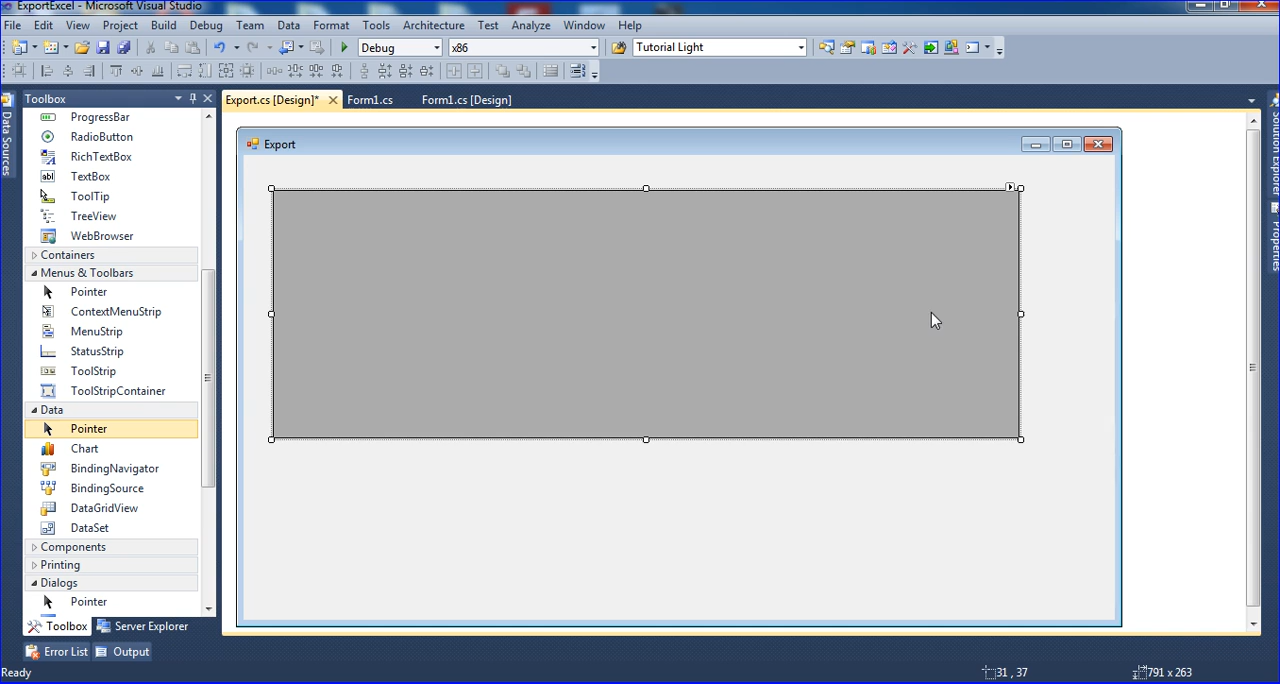 ExportExcel - Microsoft Visual Studio
File Edit View Project Build Debug Team Data Format Tools Architecture Test Analyze Window Help
Debug x86 Tutorial Light
Toolbox
Export.cs [Design]* Form1.cs Form1.cs [Design]
Data Sources
Solution Explorer
Properties
ProgressBar
RadioButton
RichTextBox
abl TextBox
ToolTip
TreeView
WebBrowser
Containers
Menus & Toolbars
Pointer
ContextMenuStrip
MenuStrip
StatusStrip
ToolStrip
ToolStripContainer
Data
Pointer
Chart
BindingNavigator
BindingSource
DataGridView
DataSet
Components
Printing
Dialogs
Pointer
Export
Toolbox Server Explorer
Error List Output
Ready 31 , 37 791 x 263